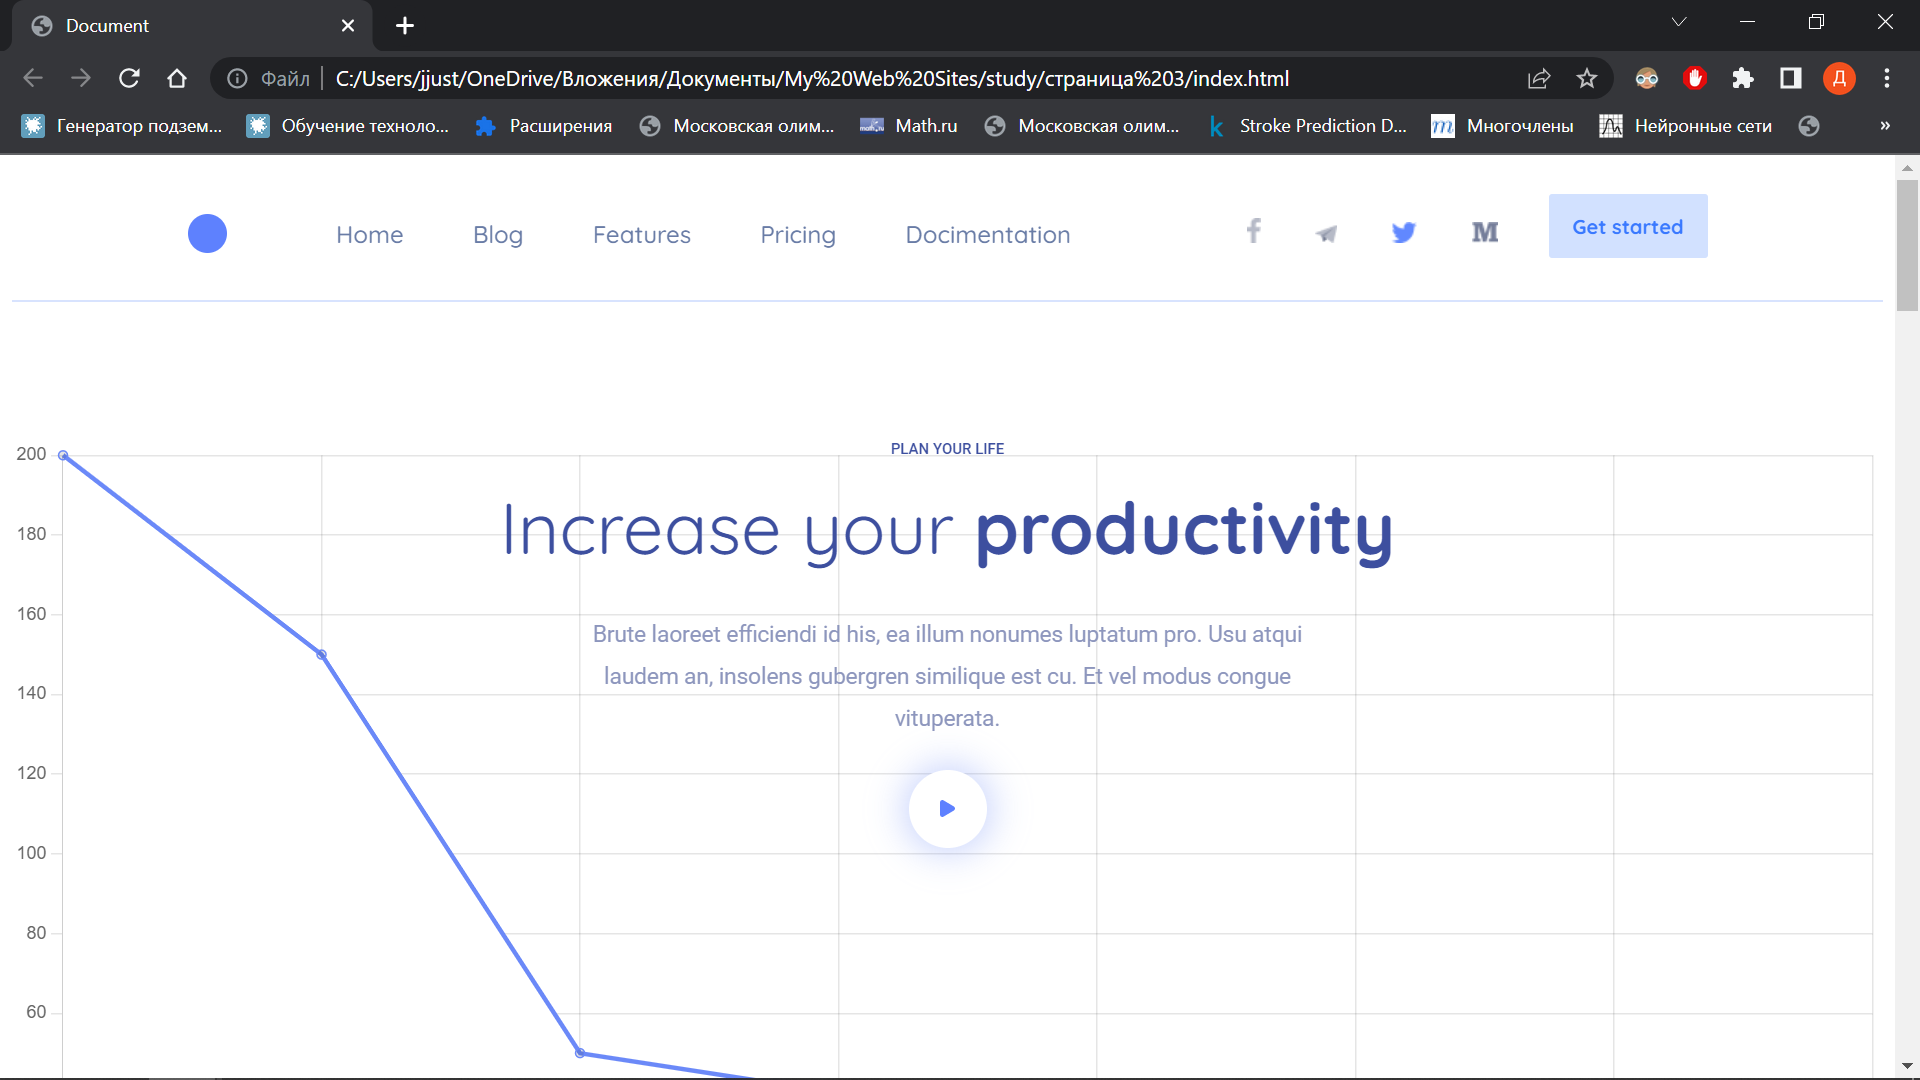 Document
Файл C:/Users/jjust/OneDrive/Вложения/Документы/My%20Web%20Sites/study/страница%203/index.html
Д
Генератор подзем... Обучение техноло... Расширения Московская олим... Math.ru Московская олим... Stroke Prediction D... Многочлены Нейронные сети »
Home Blog Features Pricing Docimentation Get started
PLAN YOUR LIFE
Increase your productivity
Brute laoreet efficiendi id his, ea illum nonumes luptatum pro. Usu atqui
laudem an, insolens gubergren similique est cu. Et vel modus congue
vituperata.
200
180
160
140
120
100
80
60